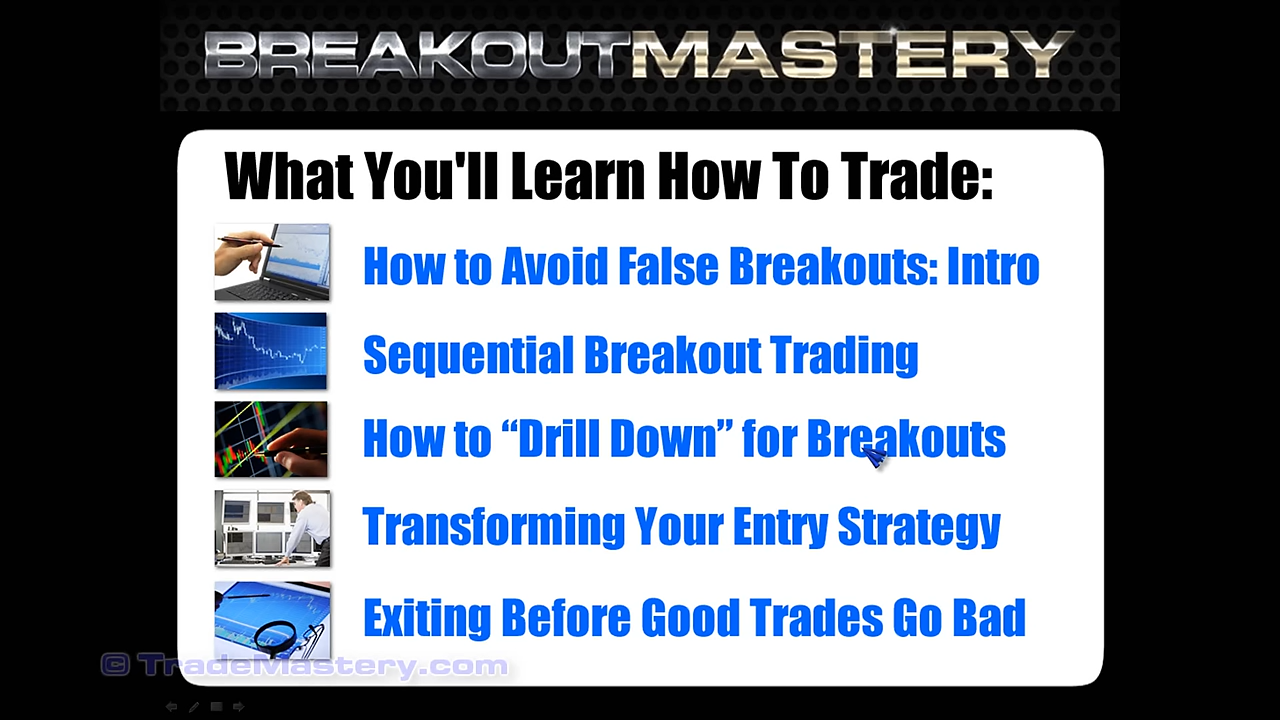 BREAKOUTMASTERY
What You'll Learn How To Trade:
How to Avoid False Breakouts: Intro
Sequential Breakout Trading
How to “Drill Down” for Breakouts
Transforming Your Entry Strategy
Exiting Before Good Trades Go Bad
© TradeMastery.com